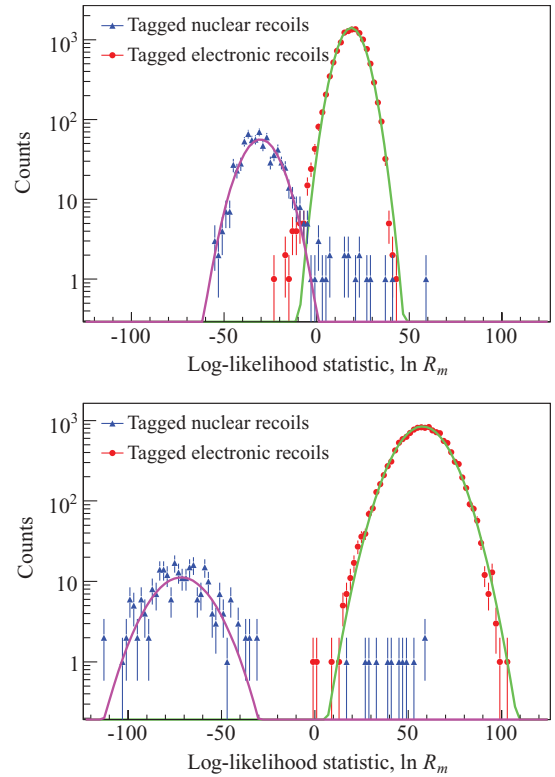 10³
10²
10
1
Counts
Tagged nuclear recoils
Tagged electronic recoils
-100 -50 0 50 100
Log-likelihood statistic, ln Rₘ
10³
10²
10
1
Counts
Tagged nuclear recoils
Tagged electronic recoils
-100 -50 0 50 100
Log-likelihood statistic, ln Rₘ